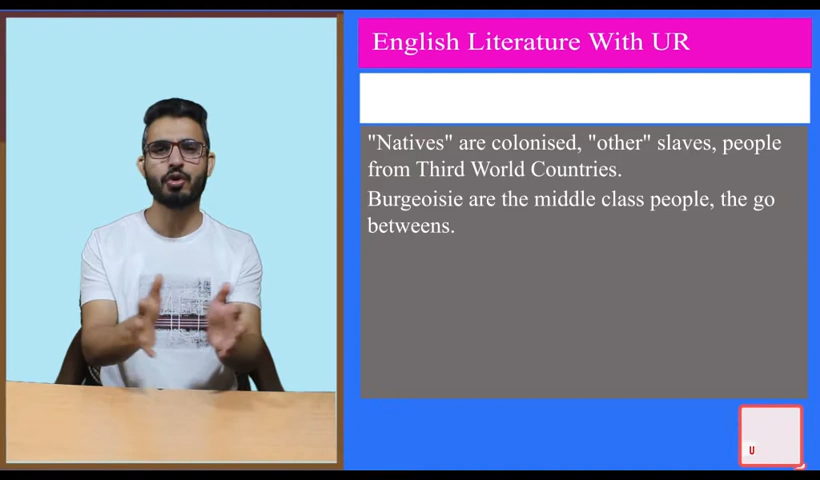 English Literature With UR
"Natives" are colonised, "other" slaves, people
from Third World Countries.
Burgeoisie are the middle class people, the go
betweens.
U